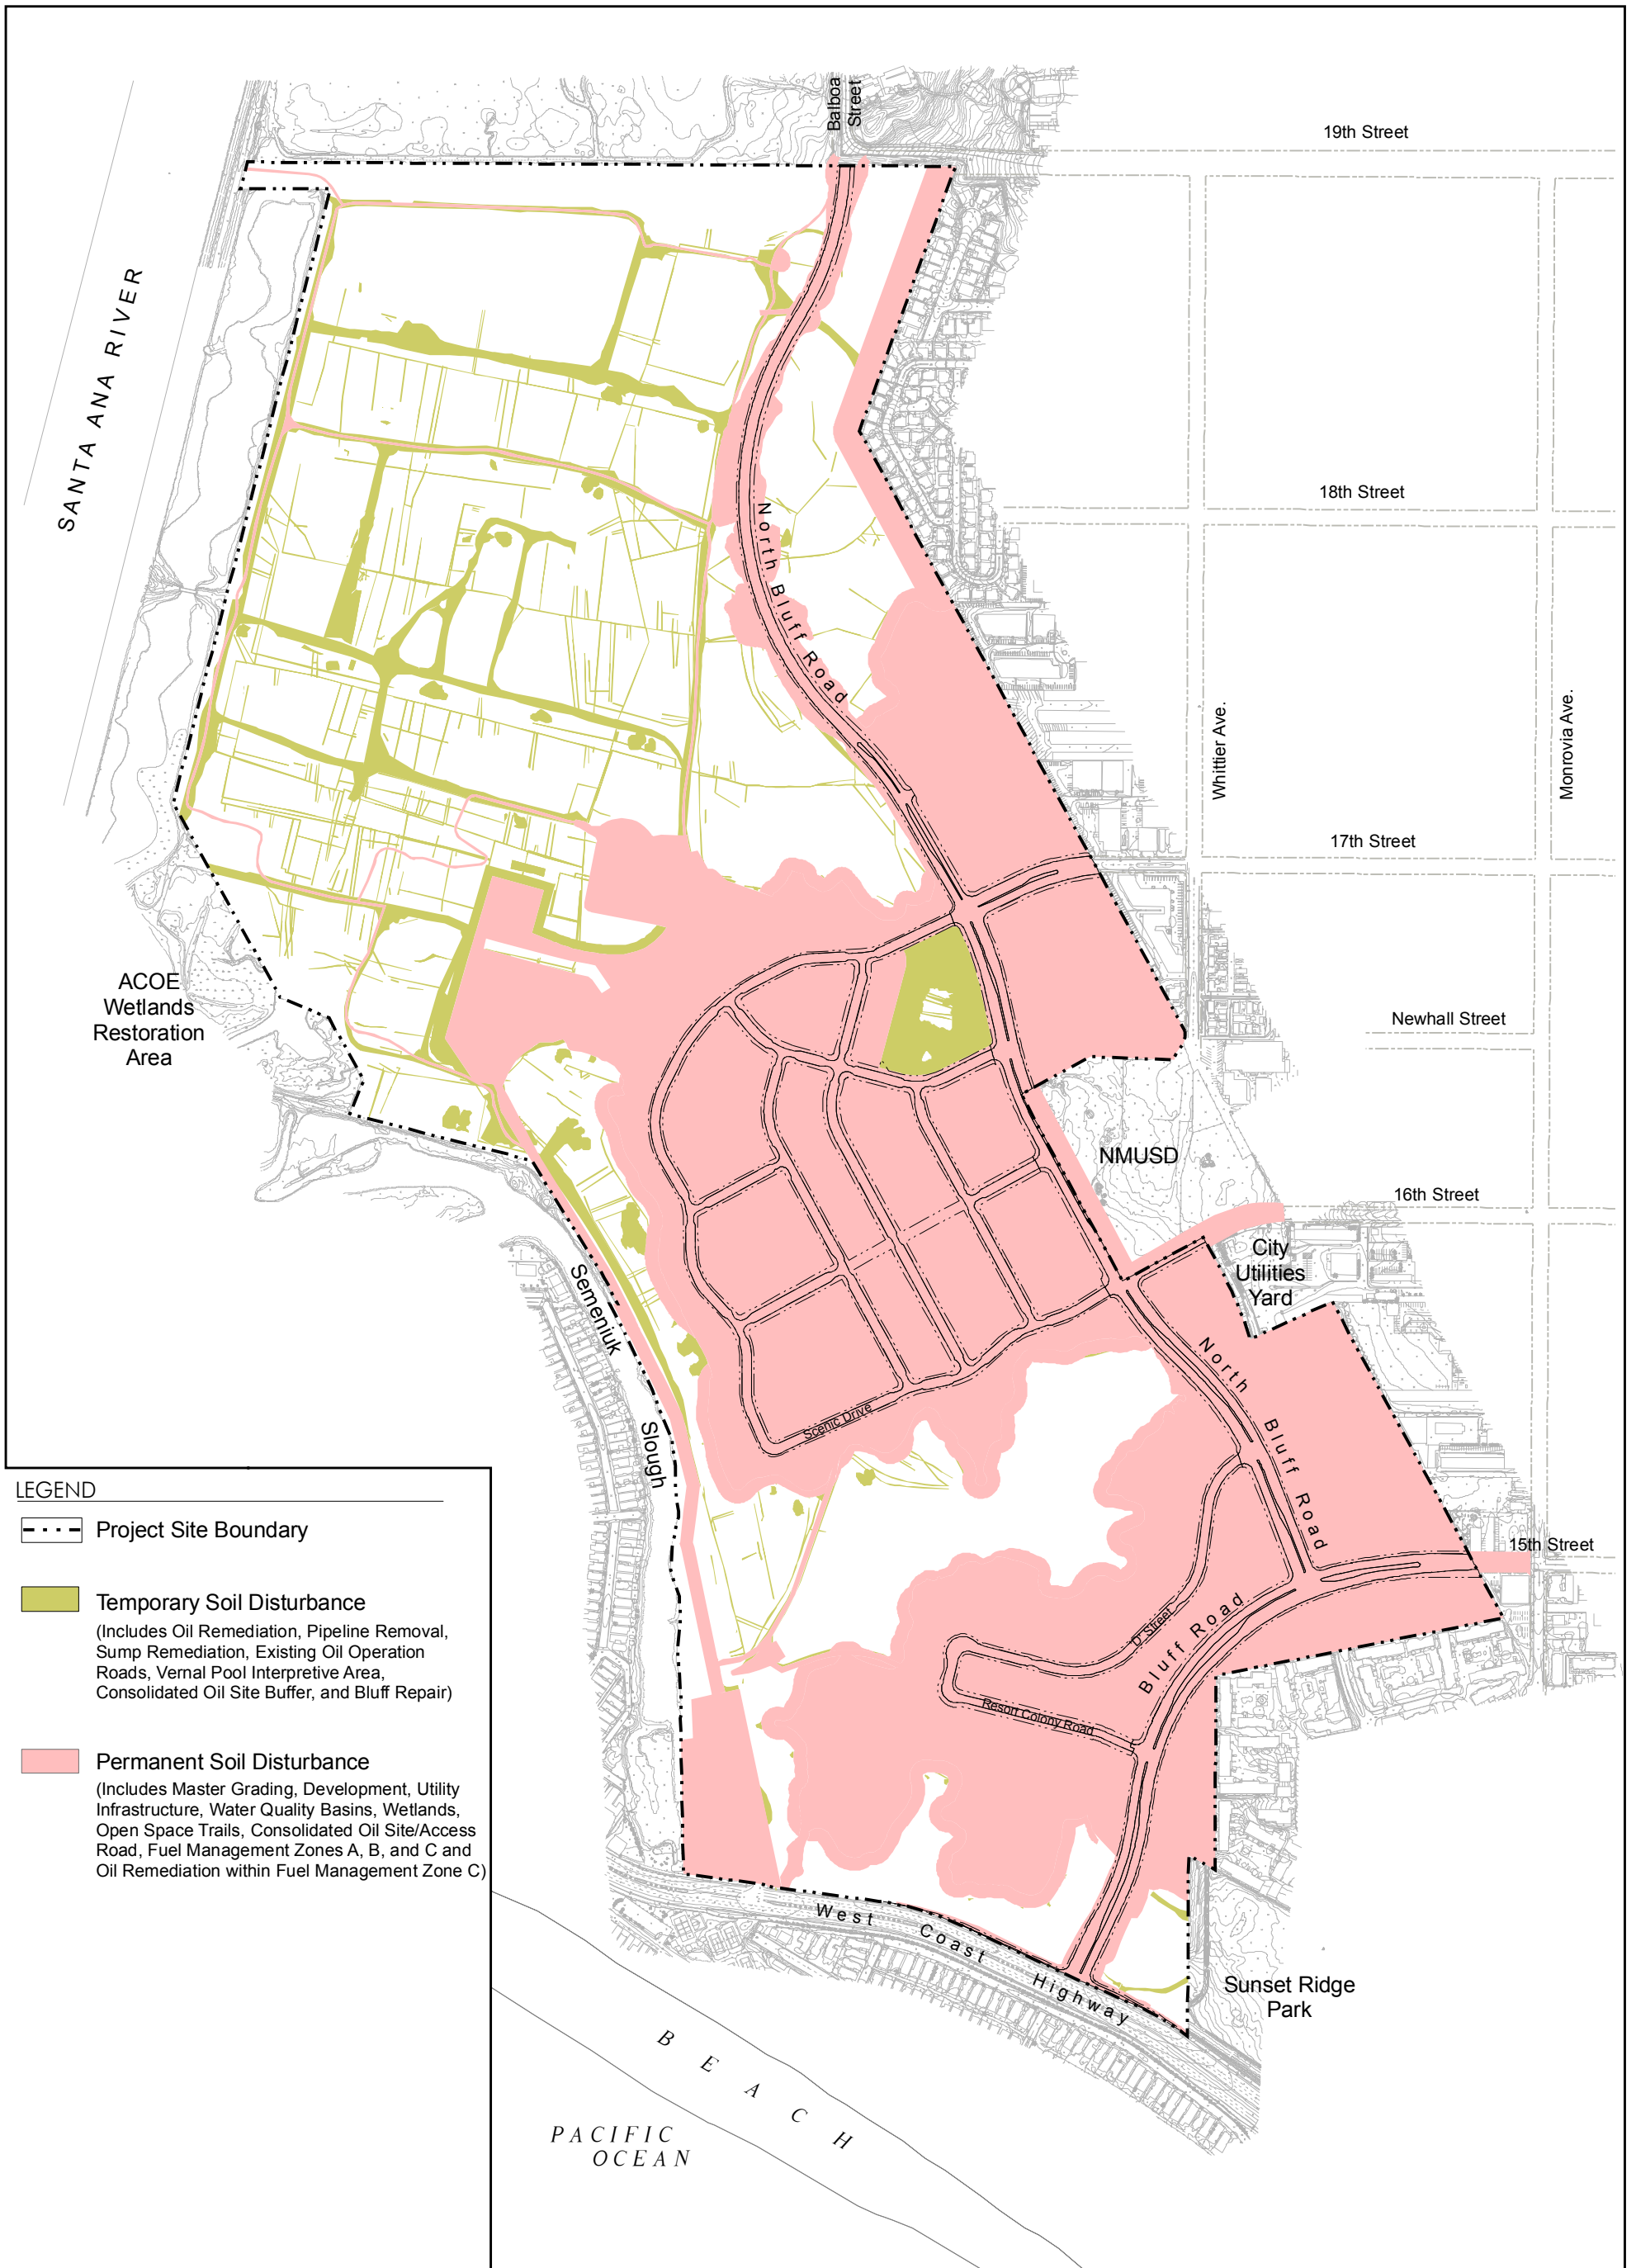 Balboa
Street
19th Street
SANTA ANA RIVER
18th Street
North Bluff Road
Whittier Ave.
Monrovia Ave.
17th Street
ACOE
Wetlands
Restoration
Area
Newhall Street
NMUSD
16th Street
City
Utilities
Yard
Semeniuk
Slough
North Bluff Road
Scenic Drive
15th Street
LEGEND
Project Site Boundary
Temporary Soil Disturbance
(Includes Oil Remediation, Pipeline Removal,
Sump Remediation, Existing Oil Operation
Roads, Vernal Pool Interpretive Area,
Consolidated Oil Site Buffer, and Bluff Repair)
Permanent Soil Disturbance
(Includes Master Grading, Development, Utility
Infrastructure, Water Quality Basins, Wetlands,
Open Space Trails, Consolidated Oil Site/Access
Road, Fuel Management Zones A, B, and C and
Oil Remediation within Fuel Management Zone C)
"D" Street
Bluff Road
Resort Colony Road
West Coast Highway
Sunset Ridge
Park
BEACH
PACIFIC
OCEAN